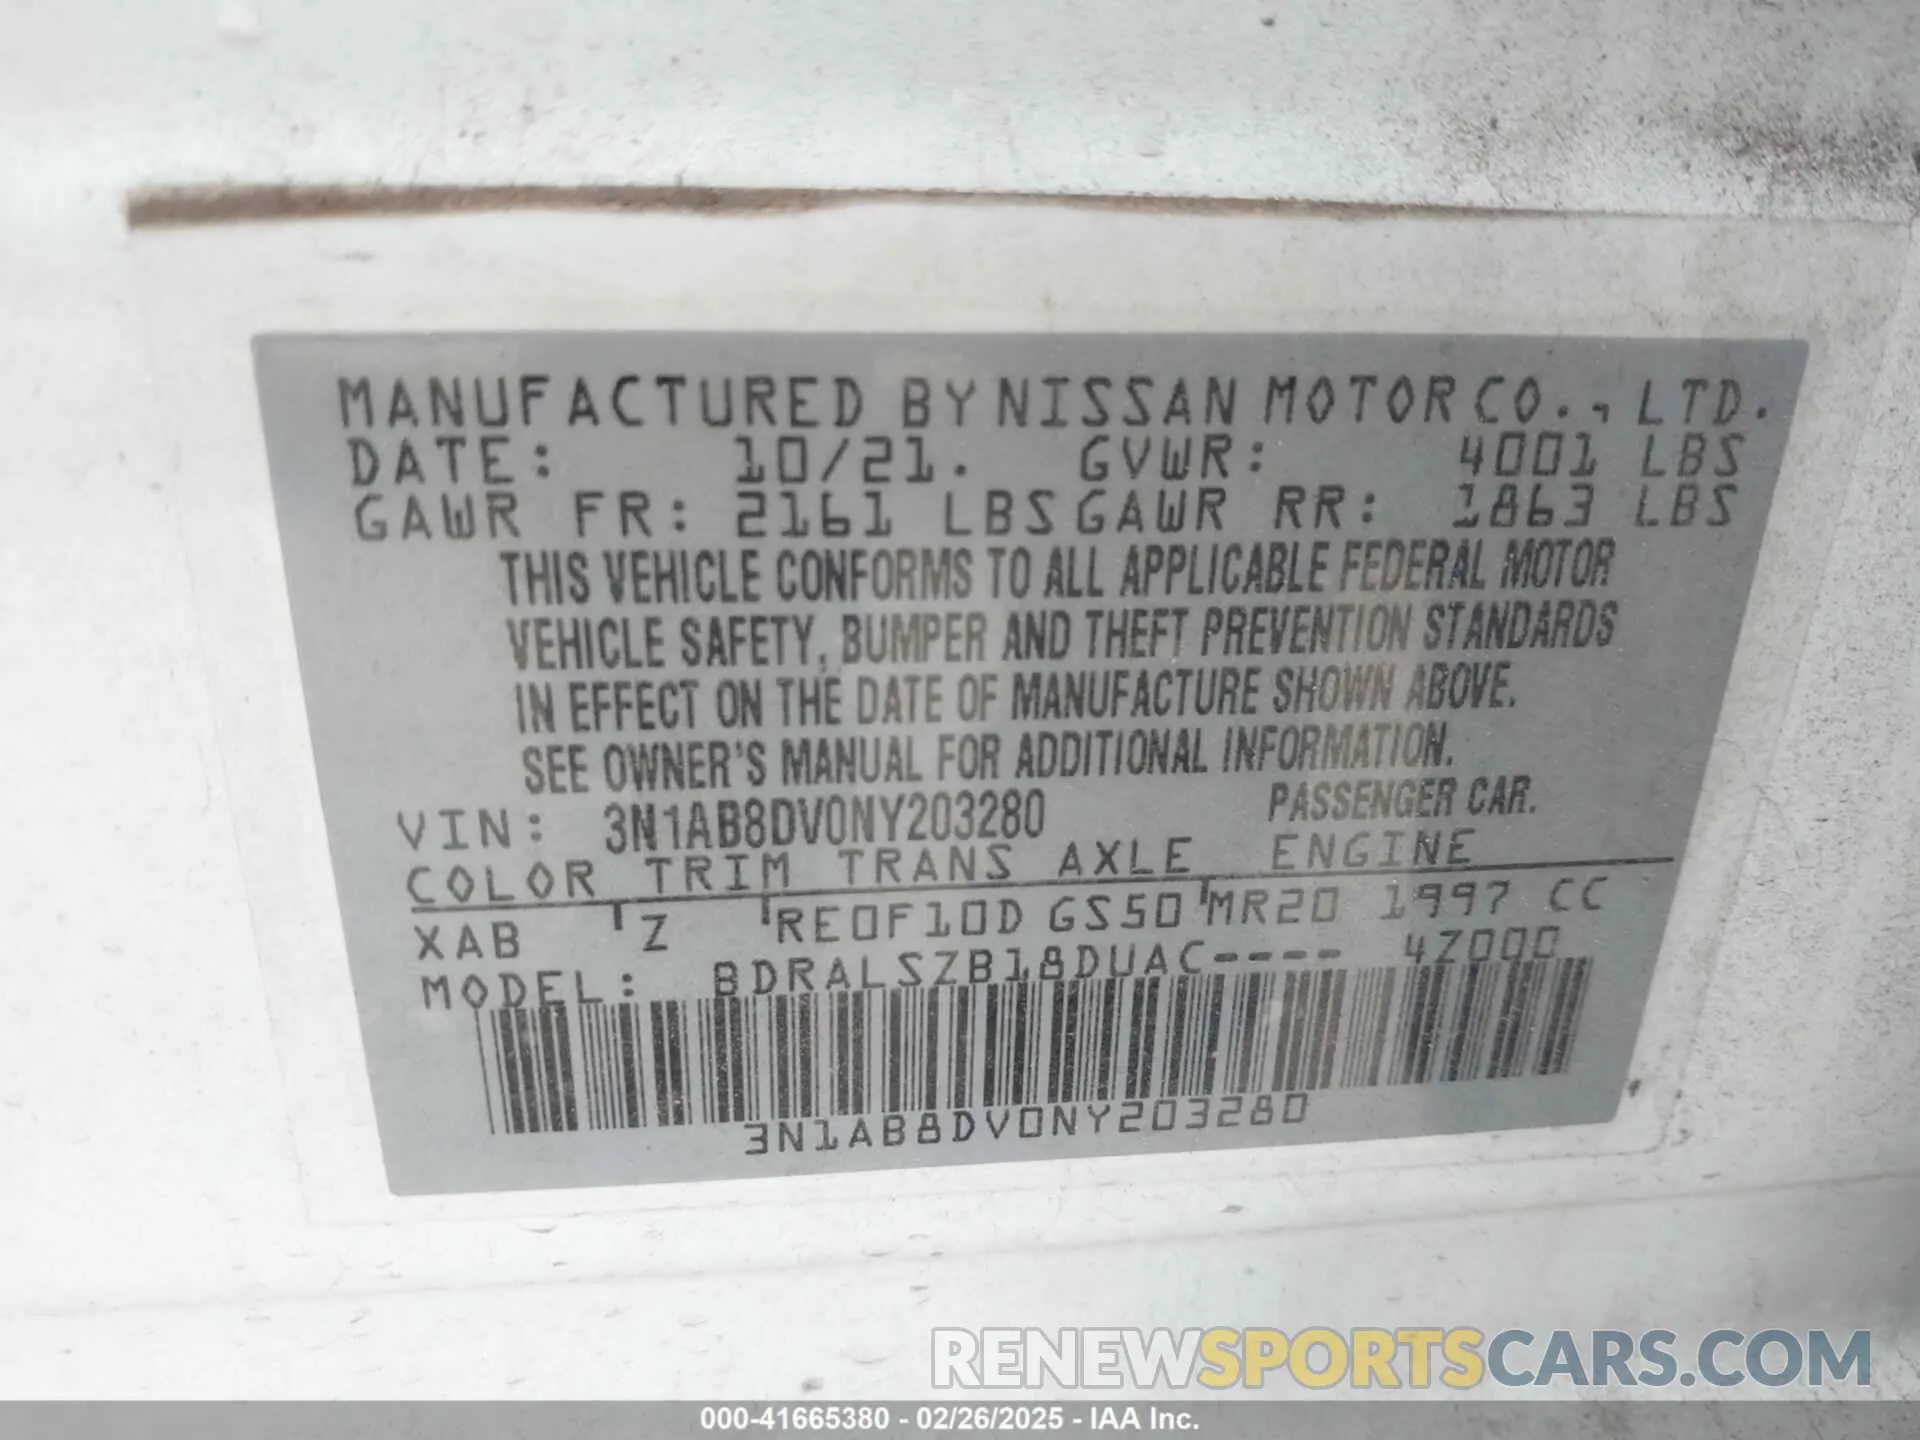 MANUFACTURED BY NISSAN MOTOR CO., LTD.
DATE: 10/21. GVWR: 4001 LBS
GAWR FR: 2161 LBS GAWR RR: 1863 LBS
THIS VEHICLE CONFORMS TO ALL APPLICABLE FEDERAL MOTOR
VEHICLE SAFETY, BUMPER AND THEFT PREVENTION STANDARDS
IN EFFECT ON THE DATE OF MANUFACTURE SHOWN ABOVE.
SEE OWNER'S MANUAL FOR ADDITIONAL INFORMATION.
VIN: 3N1AB8DV0NY203280 PASSENGER CAR.
COLOR TRIM TRANS AXLE ENGINE
XAB Z RE0F10D GS50 MR20 1997 CC
MODEL: BDRALSZB18DUAC---- 4Z000
3N1AB8DV0NY203280
RENEWSPORTSCARS.COM
000-41665380 - 02/26/2025 - IAA Inc.